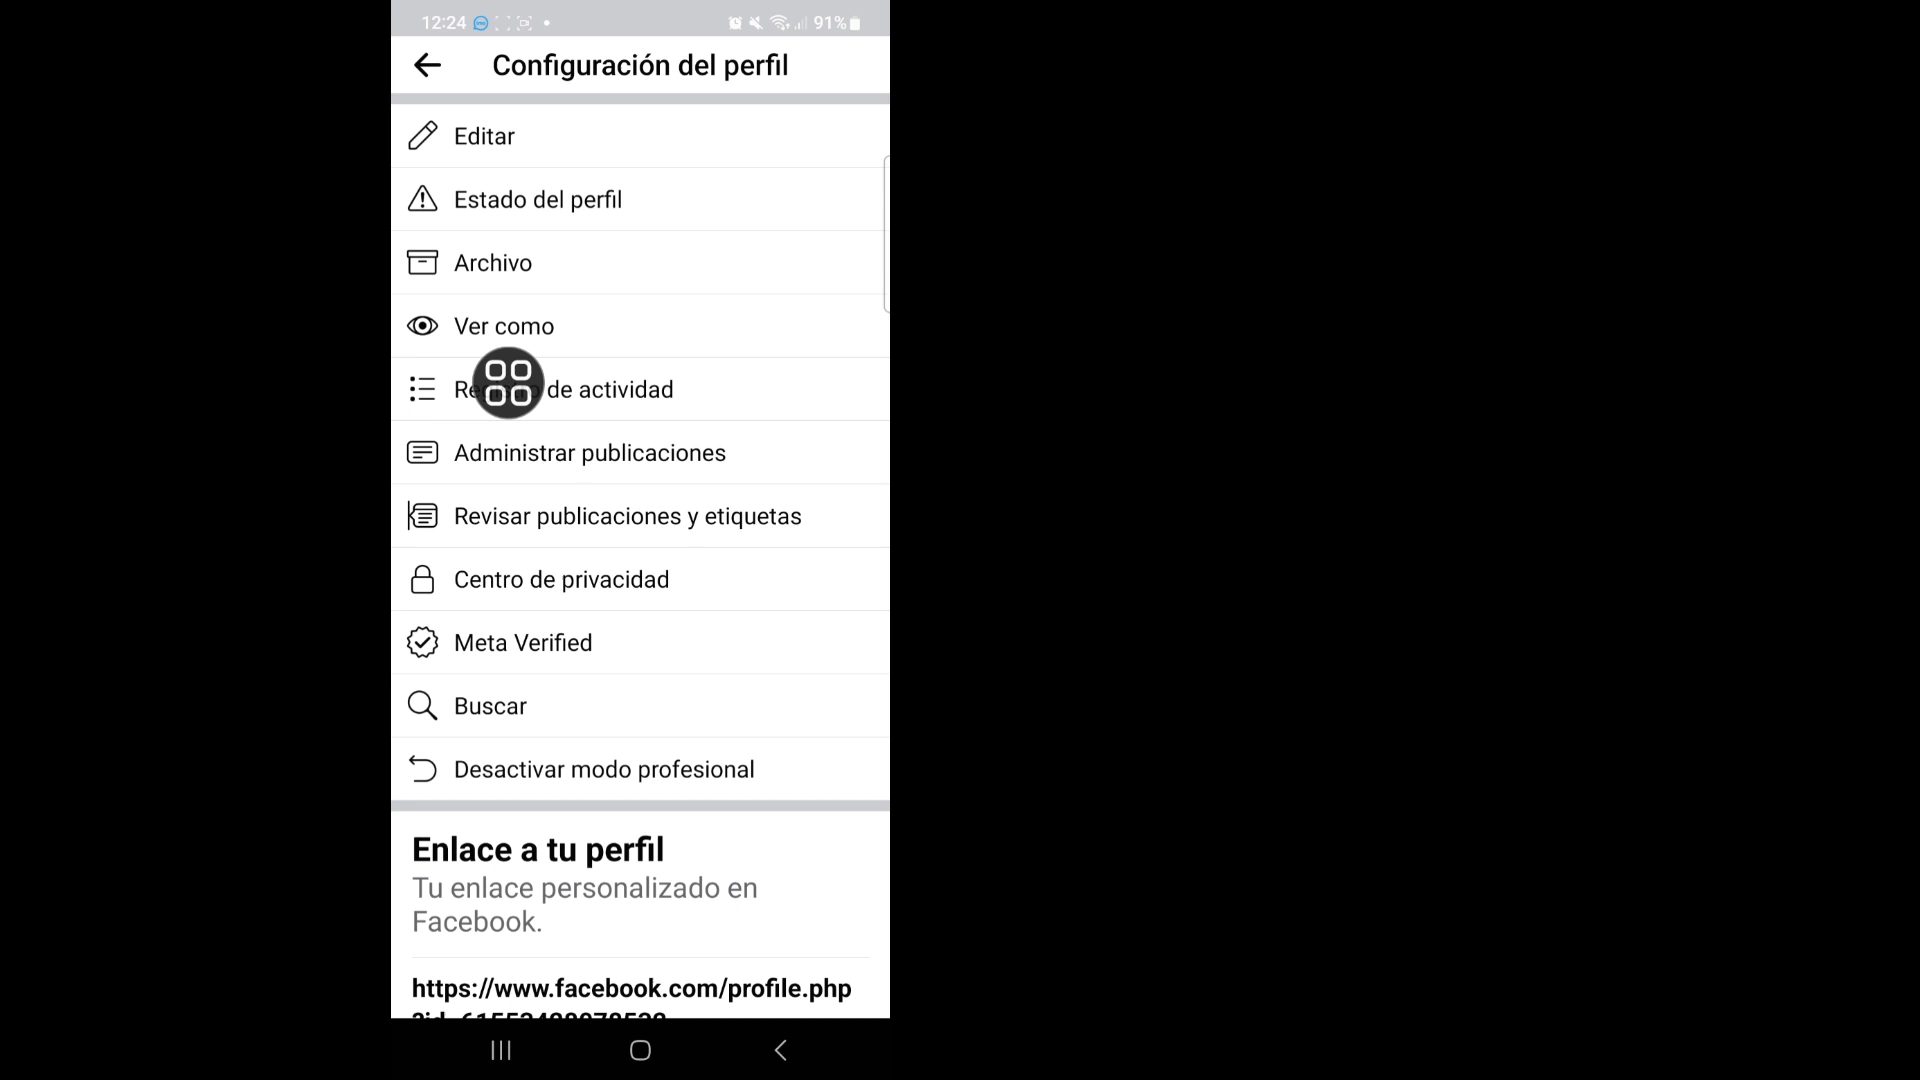 12:24 91%
Configuración del perfil
Editar
Estado del perfil
Archivo
Ver como
de actividad
Administrar publicaciones
Revisar publicaciones y etiquetas
Centro de privacidad
Meta Verified
Buscar
Desactivar modo profesional
Enlace a tu perfil
Tu enlace personalizado en
Facebook.
https://www.facebook.com/profile.php